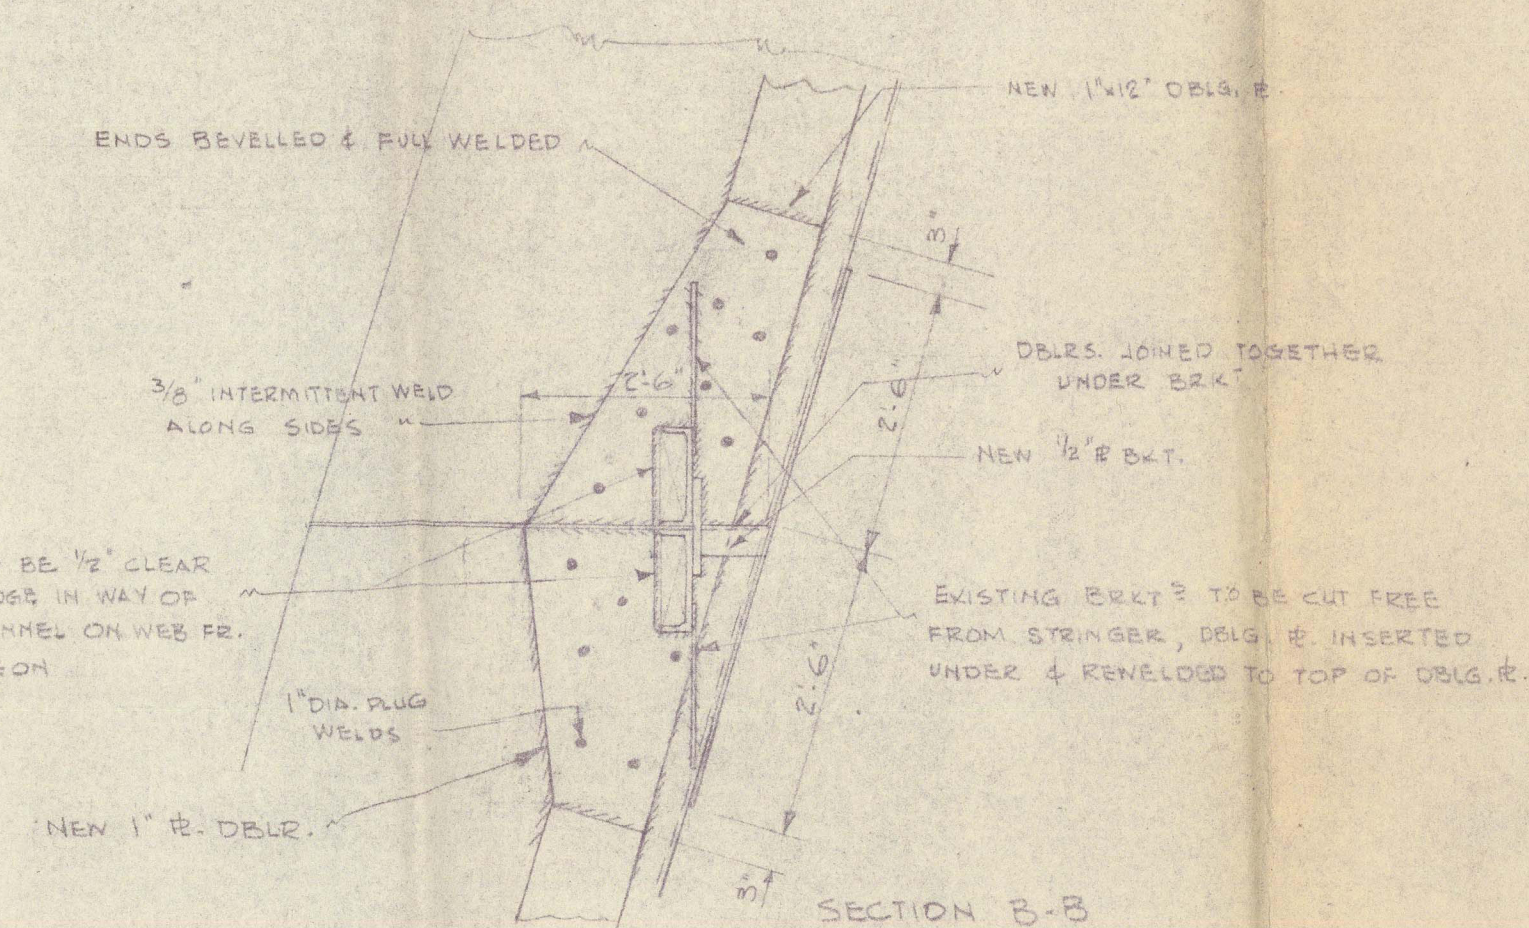 NEW 1"x12" DBLG. ⅊.
ENDS BEVELLED & FULL WELDED
3"
DBLRS. JOINED TOGETHER
UNDER BRKT
3/8" INTERMITTENT WELD
ALONG SIDES
2'-6"
2'-6"
NEW 1/2" ⅊ BKT.
BE 1/2" CLEAR
IN WAY OF
ON WEB FR.
EXISTING BRKTS TO BE CUT FREE
FROM STRINGER, DBLG. ⅊. INSERTED
UNDER & REWELDED TO TOP OF DBLG. ⅊.
2'-6"
1" DIA. PLUG
WELDS
NEW 1" ⅊. DBLR.
3"
SECTION B-B